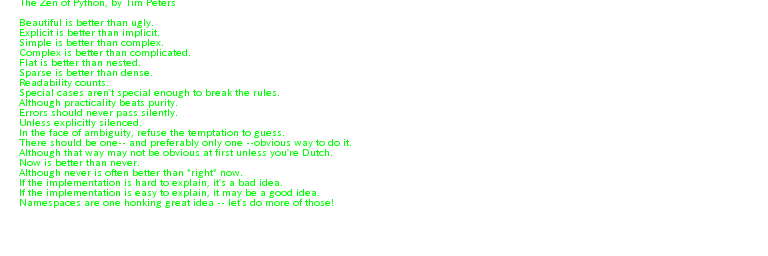 The Zen of Python, by Tim Peters
Beautiful is better than ugly.
Explicit is better than implicit.
Simple is better than complex.
Complex is better than complicated.
Flat is better than nested.
Sparse is better than dense.
Readability counts.
Special cases aren't special enough to break the rules.
Although practicality beats purity.
Errors should never pass silently.
Unless explicitly silenced.
In the face of ambiguity, refuse the temptation to guess.
There should be one-- and preferably only one --obvious way to do it.
Although that way may not be obvious at first unless you're Dutch.
Now is better than never.
Although never is often better than *right* now.
If the implementation is hard to explain, it's a bad idea.
If the implementation is easy to explain, it may be a good idea.
Namespaces are one honking great idea -- let's do more of those!